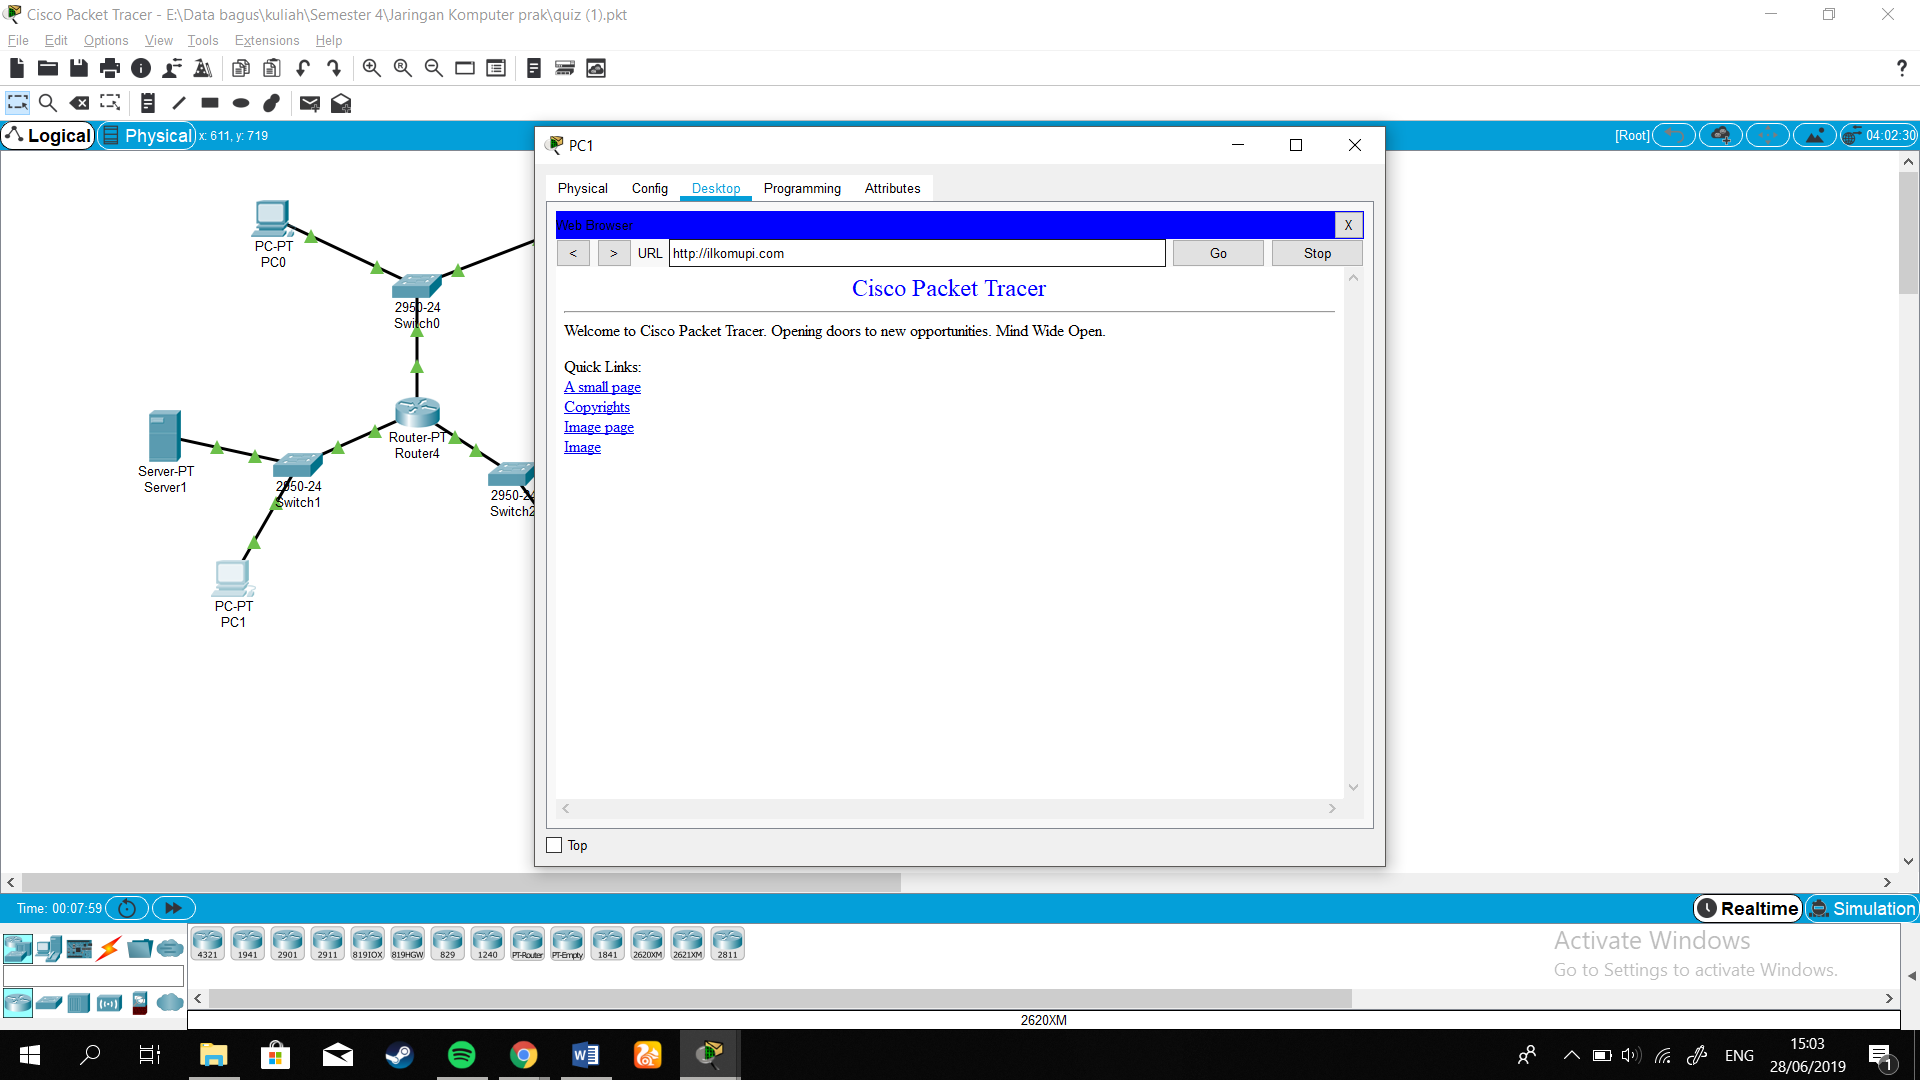 Cisco Packet Tracer - E:\Data bagus\kuliah\Semester 4\Jaringan Komputer prak\quiz (1).pkt
File Edit Options View Tools Extensions Help
?
Logical Physical x: 611, y: 719
[Root] 04:02:30
PC1
Physical Config Desktop Programming Attributes
Web Browser X
< > URL http://ilkomupi.com Go Stop
Cisco Packet Tracer
Welcome to Cisco Packet Tracer. Opening doors to new opportunities. Mind Wide Open.
Quick Links:
A small page
Copyrights
Image page
Image
Top
PC-PT
PC0
2950-24
Switch0
Router-PT
Router4
Server-PT
Server1
2950-24
Switch1
2950-24
Switch2
PC-PT
PC1
Time: 00:07:59
Realtime Simulation
4321 1941 2901 2911 819IOX 819HGW 829 1240 PT-Router PT-Empty 1841 2620XM 2621XM 2811
Activate Windows
Go to Settings to activate Windows.
2620XM
ENG
15:03
28/06/2019
1